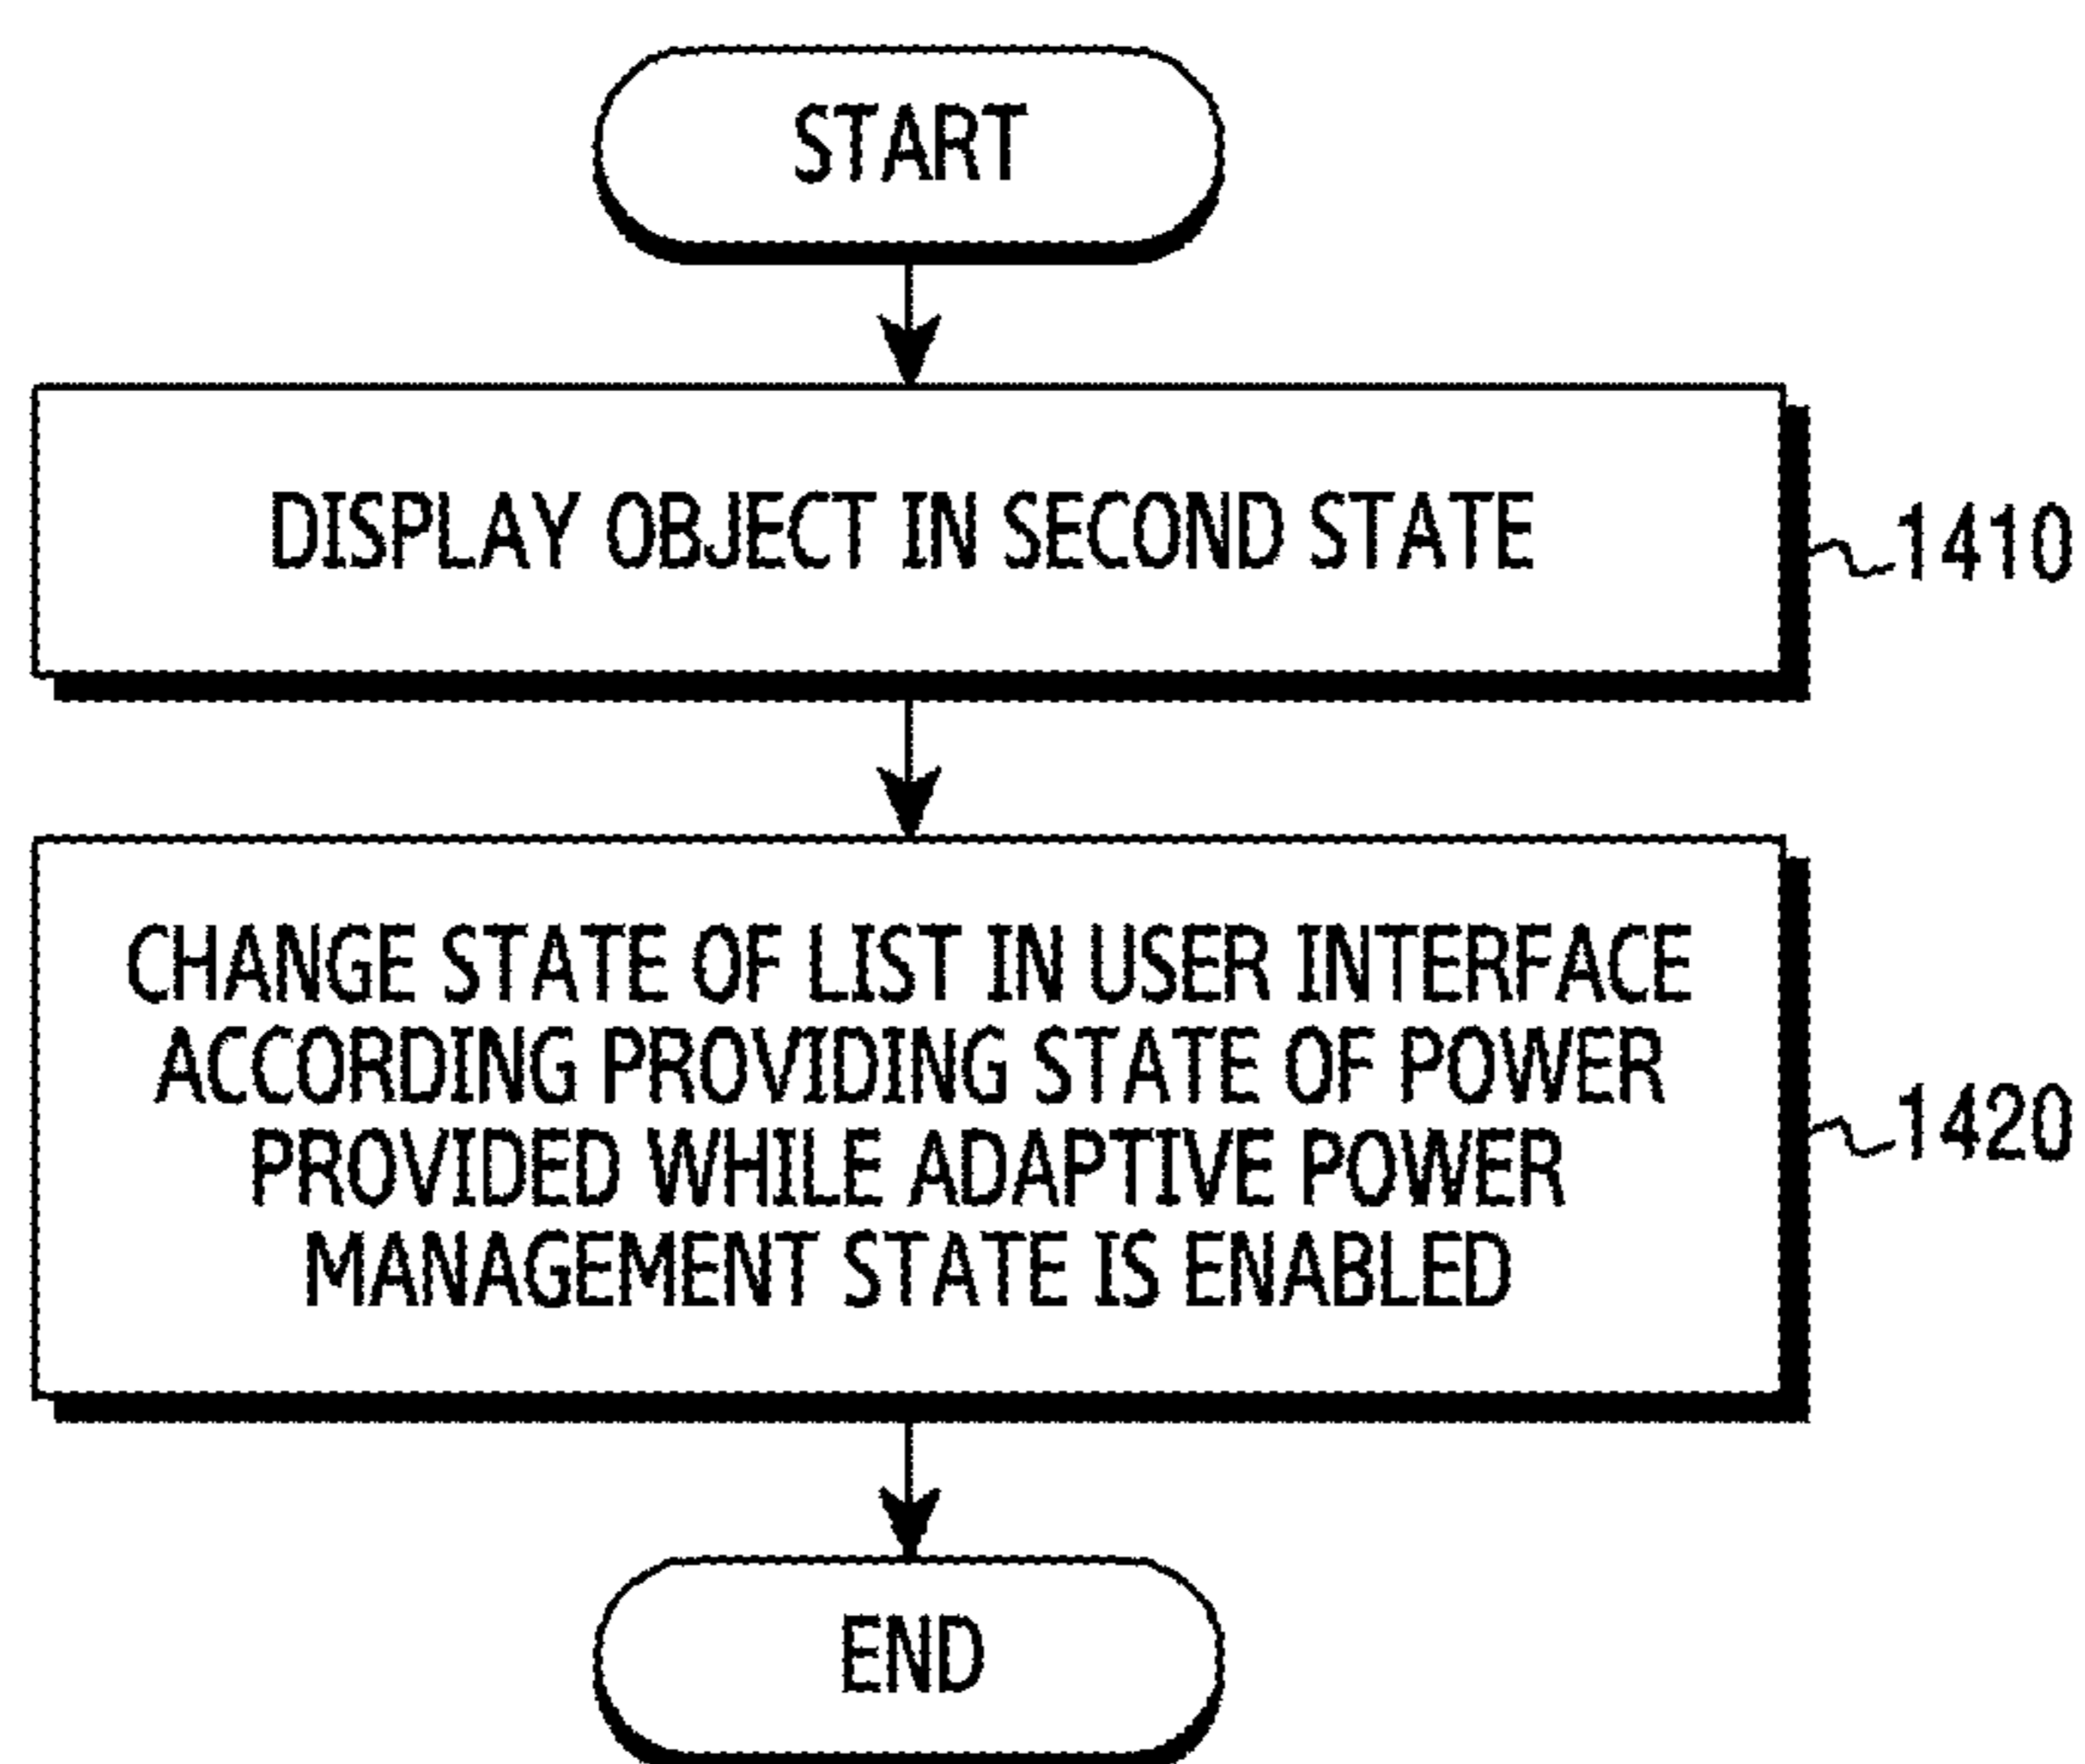 START
DISPLAY OBJECT IN SECOND STATE
1410
CHANGE STATE OF LIST IN USER INTERFACE
ACCORDING PROVIDING STATE OF POWER
PROVIDED WHILE ADAPTIVE POWER
MANAGEMENT STATE IS ENABLED
1420
END